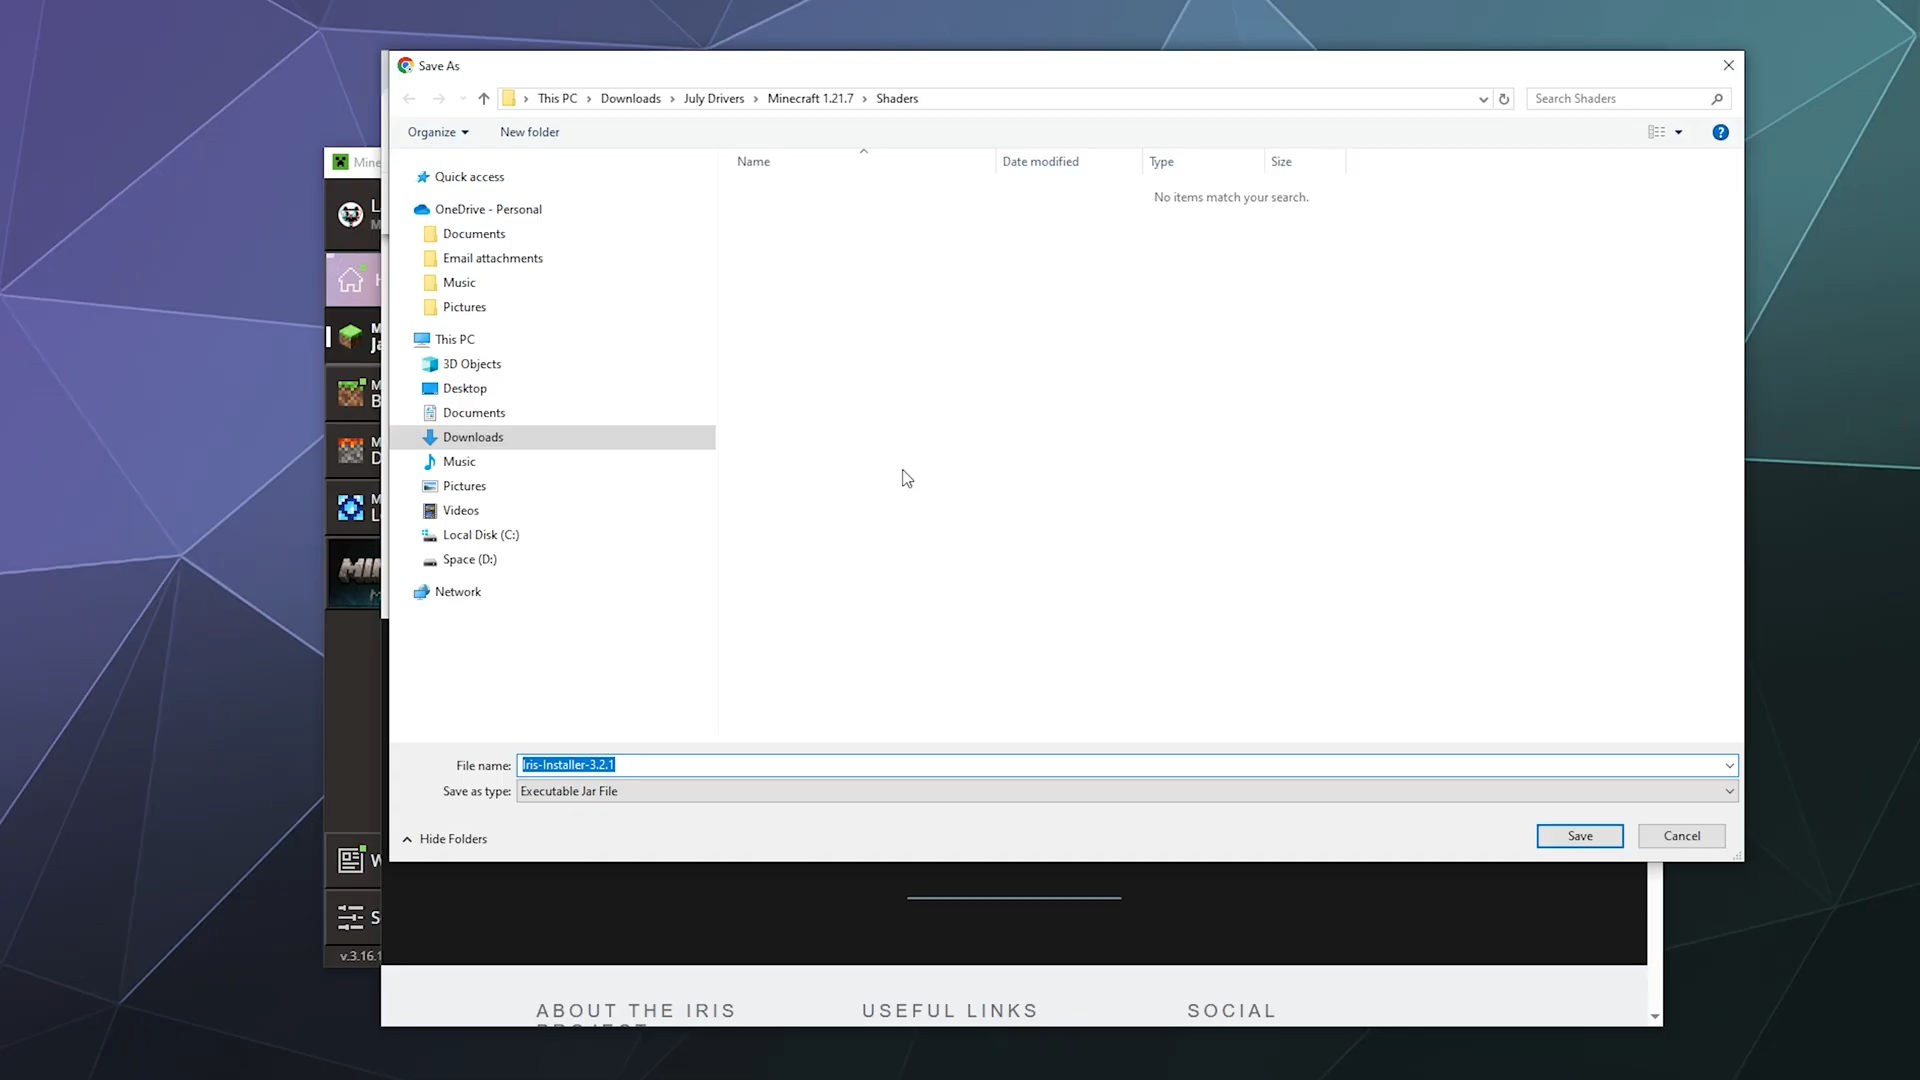 Save As
This PC > Downloads > July Drivers > Minecraft 1.21.7 > Shaders
Search Shaders
Organize
New folder
Name
Date modified
Type
Size
No items match your search.
Quick access
OneDrive - Personal
Documents
Email attachments
Music
Pictures
This PC
3D Objects
Desktop
Documents
Downloads
Music
Pictures
Videos
Local Disk (C:)
Space (D:)
Network
File name: Iris-Installer-3.2.1
Save as type: Executable Jar File
Hide Folders
Save
Cancel
ABOUT THE IRIS PROJECT
USEFUL LINKS
SOCIAL